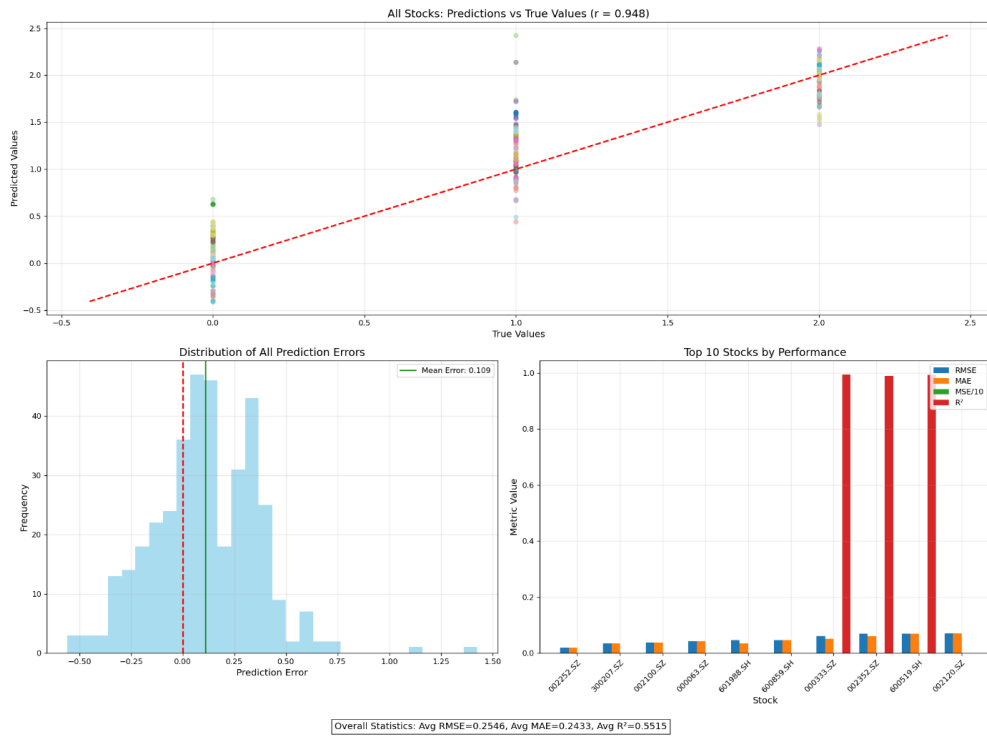 All Stocks: Predictions vs True Values (r = 0.948)
Predicted Values
2.5
2.0
1.5
1.0
0.5
0.0
−0.5
−0.5
0.0
0.5
1.0
1.5
2.0
2.5
True Values
Distribution of All Prediction Errors
Mean Error: 0.109
Frequency
40
30
20
10
0
−0.50
−0.25
0.00
0.25
0.50
0.75
1.00
1.25
1.50
Prediction Error
Top 10 Stocks by Performance
RMSE
MAE
MSE/10
R²
Metric Value
1.0
0.8
0.6
0.4
0.2
0.0
002252.SZ
300207.SZ
002100.SZ
000063.SZ
601988.SH
600859.SH
000333.SZ
002352.SZ
600519.SH
002120.SZ
Stock
Overall Statistics: Avg RMSE=0.2546, Avg MAE=0.2433, Avg R²=0.5515